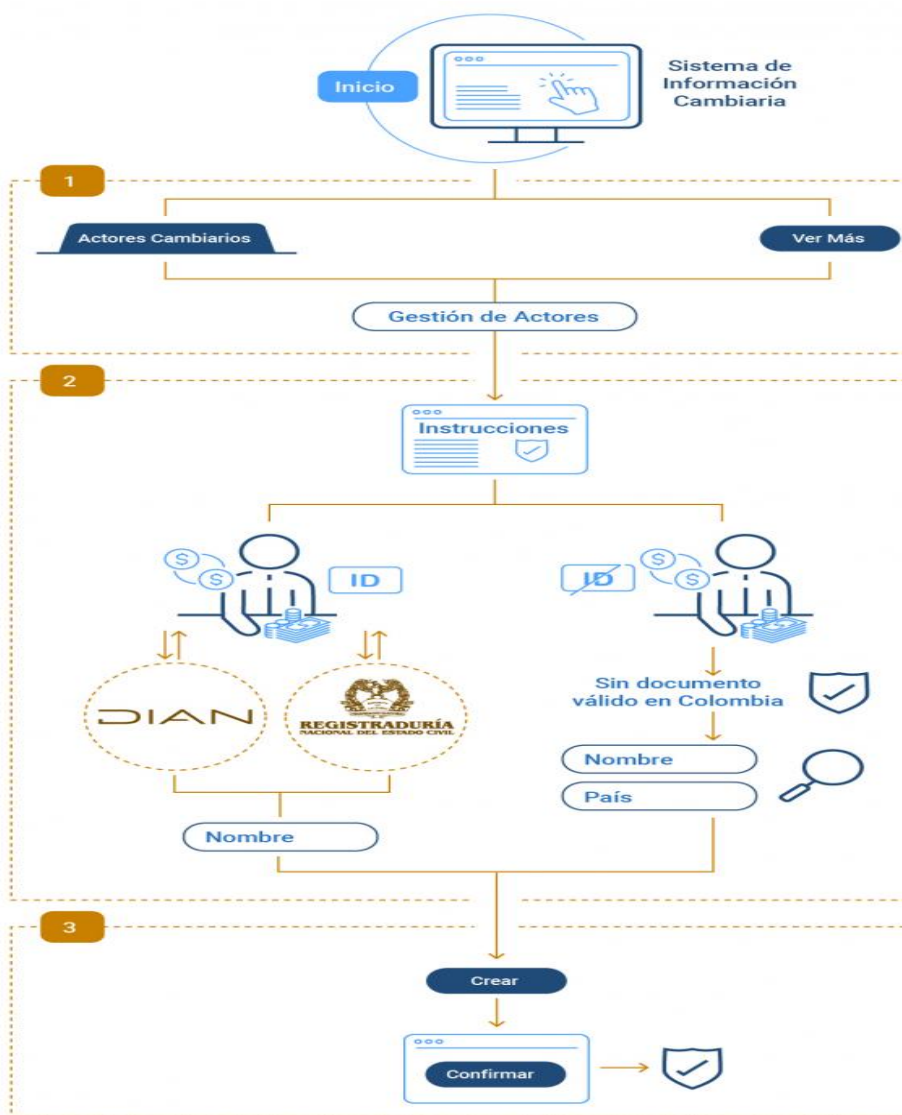 Inicio
Sistema de
Información
Cambiaria
1
Actores Cambiarios
Ver Más
Gestión de Actores
2
Instrucciones
$
$
ID
$
$
ID
DIAN
REGISTRADURÍA
NACIONAL DEL ESTADO CIVIL
Sin documento
válido en Colombia
Nombre
País
Nombre
3
Crear
Confirmar